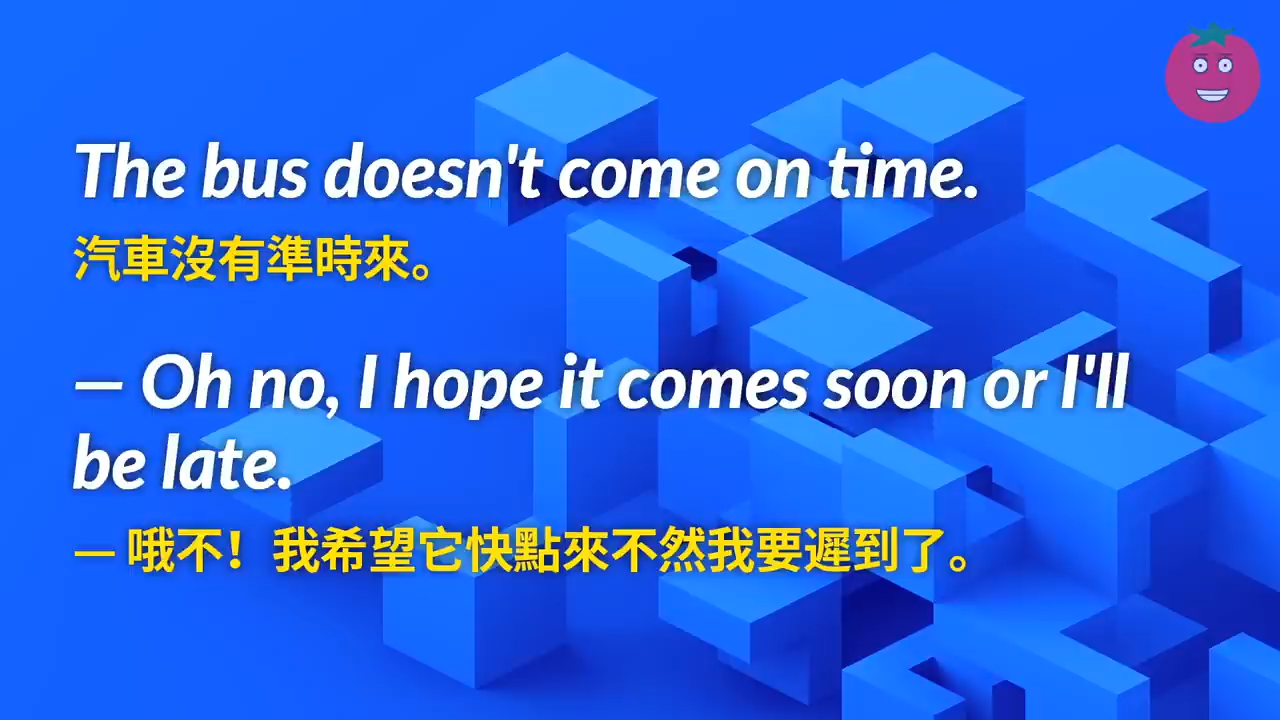 The bus doesn't come on time.
汽車沒有準時來。
— Oh no, I hope it comes soon or I'll
be late.
— 哦不！我希望它快點來不然我要遲到了。